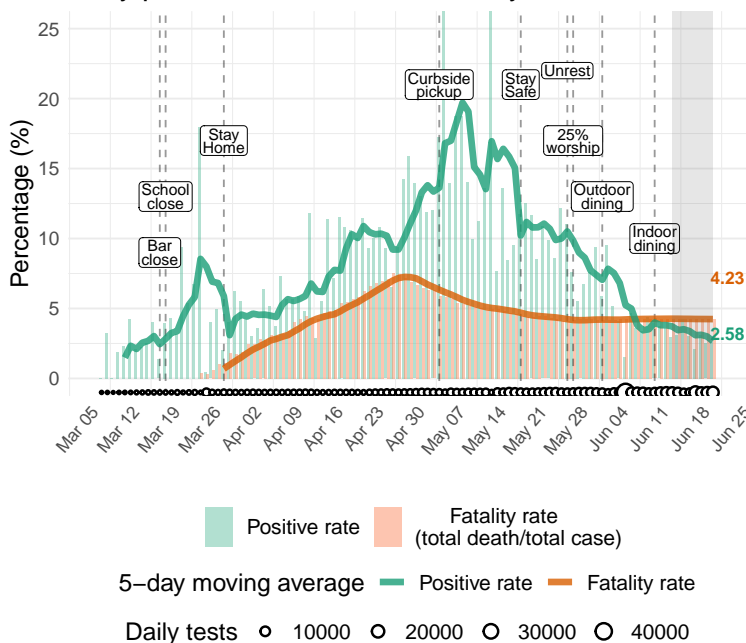 25
20
15
10
5
0
Percentage (%)
Curbside
pickup
Stay
Safe
Unrest
Stay
Home
25%
worship
School
close
Outdoor
dining
Bar
close
Indoor
dining
4.23
2.58
Mar 05
Mar 12
Mar 19
Mar 26
Apr 02
Apr 09
Apr 16
Apr 23
Apr 30
May 07
May 14
May 21
May 28
Jun 04
Jun 11
Jun 18
Jun 25
Positive rate
Fatality rate
(total death/total case)
5−day moving average Positive rate Fatality rate
Daily tests 10000 20000 30000 40000